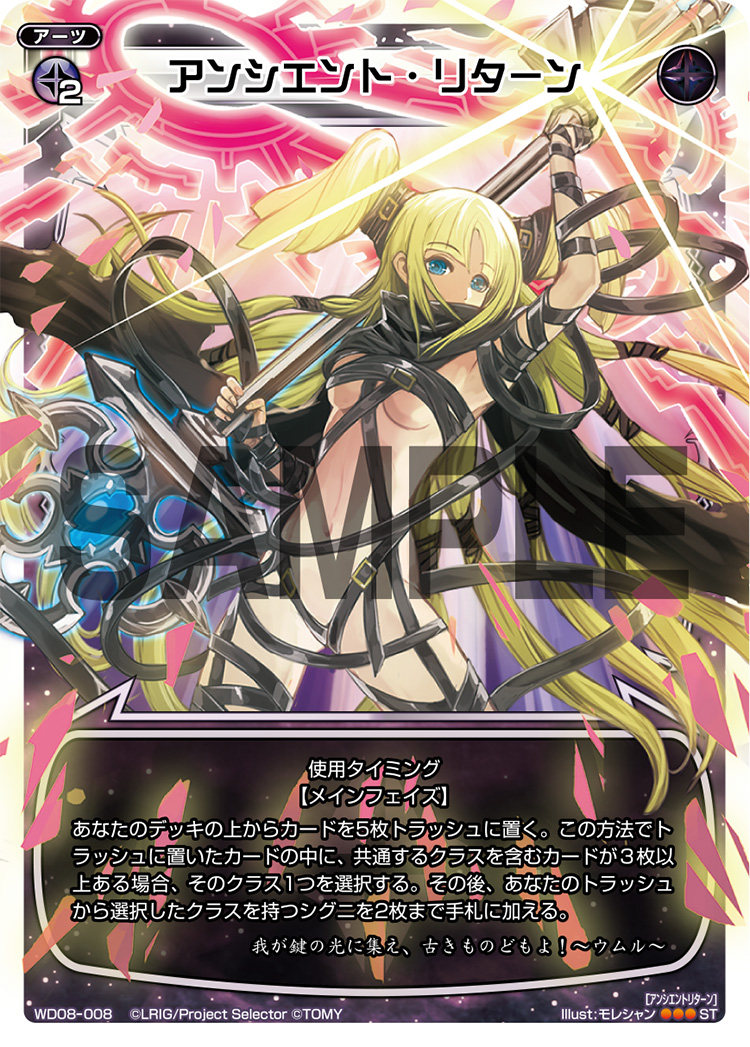 アーツ
2
アンシエント・リターン
SAMPLE
使用タイミング
【メインフェイズ】
あなたのデッキの上からカードを5枚トラッシュに置く。この方法でト
ラッシュに置いたカードの中に、共通するクラスを含むカードが３枚以
上ある場合、そのクラス1つを選択する。その後、あなたのトラッシュ
から選択したクラスを持つシグニを2枚まで手札に加える。
我が鍵の光に集え、古きものどもよ！～ウムル～
[アンシエントリターン]
WD08-008 ©LRIG/Project Selector ©TOMY Illust:モレシャン ST